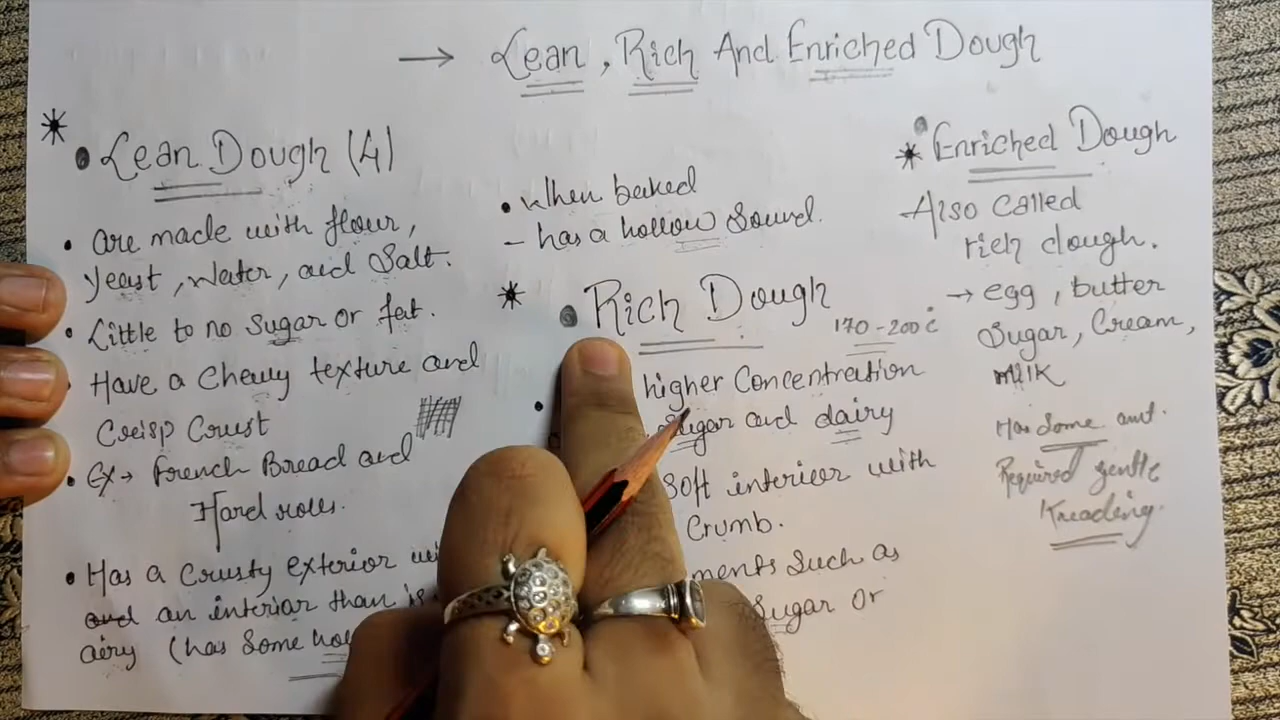 → Lean, Rich And Enriched Dough
* • Lean Dough (4)
• are made with flour,
yeast, water, and Salt.
• Little to no Sugar or fat.
• Have a Chewy texture and
Crisp Crust
• Ex → French Bread and
Hard rolls.
• Has a Crusty exterior
and an interior than is
airy (has some
• When baked
- has a hollow Sound.
* • Rich Dough
170 - 200°c
higher Concentration
Sugar and dairy
Soft interior with
Crumb.
such as
Sugar or
* • Enriched Dough
Also called
rich dough.
→ egg, butter
Sugar, Cream,
Milk
Has Some amt.
Required gentle
Kneading.